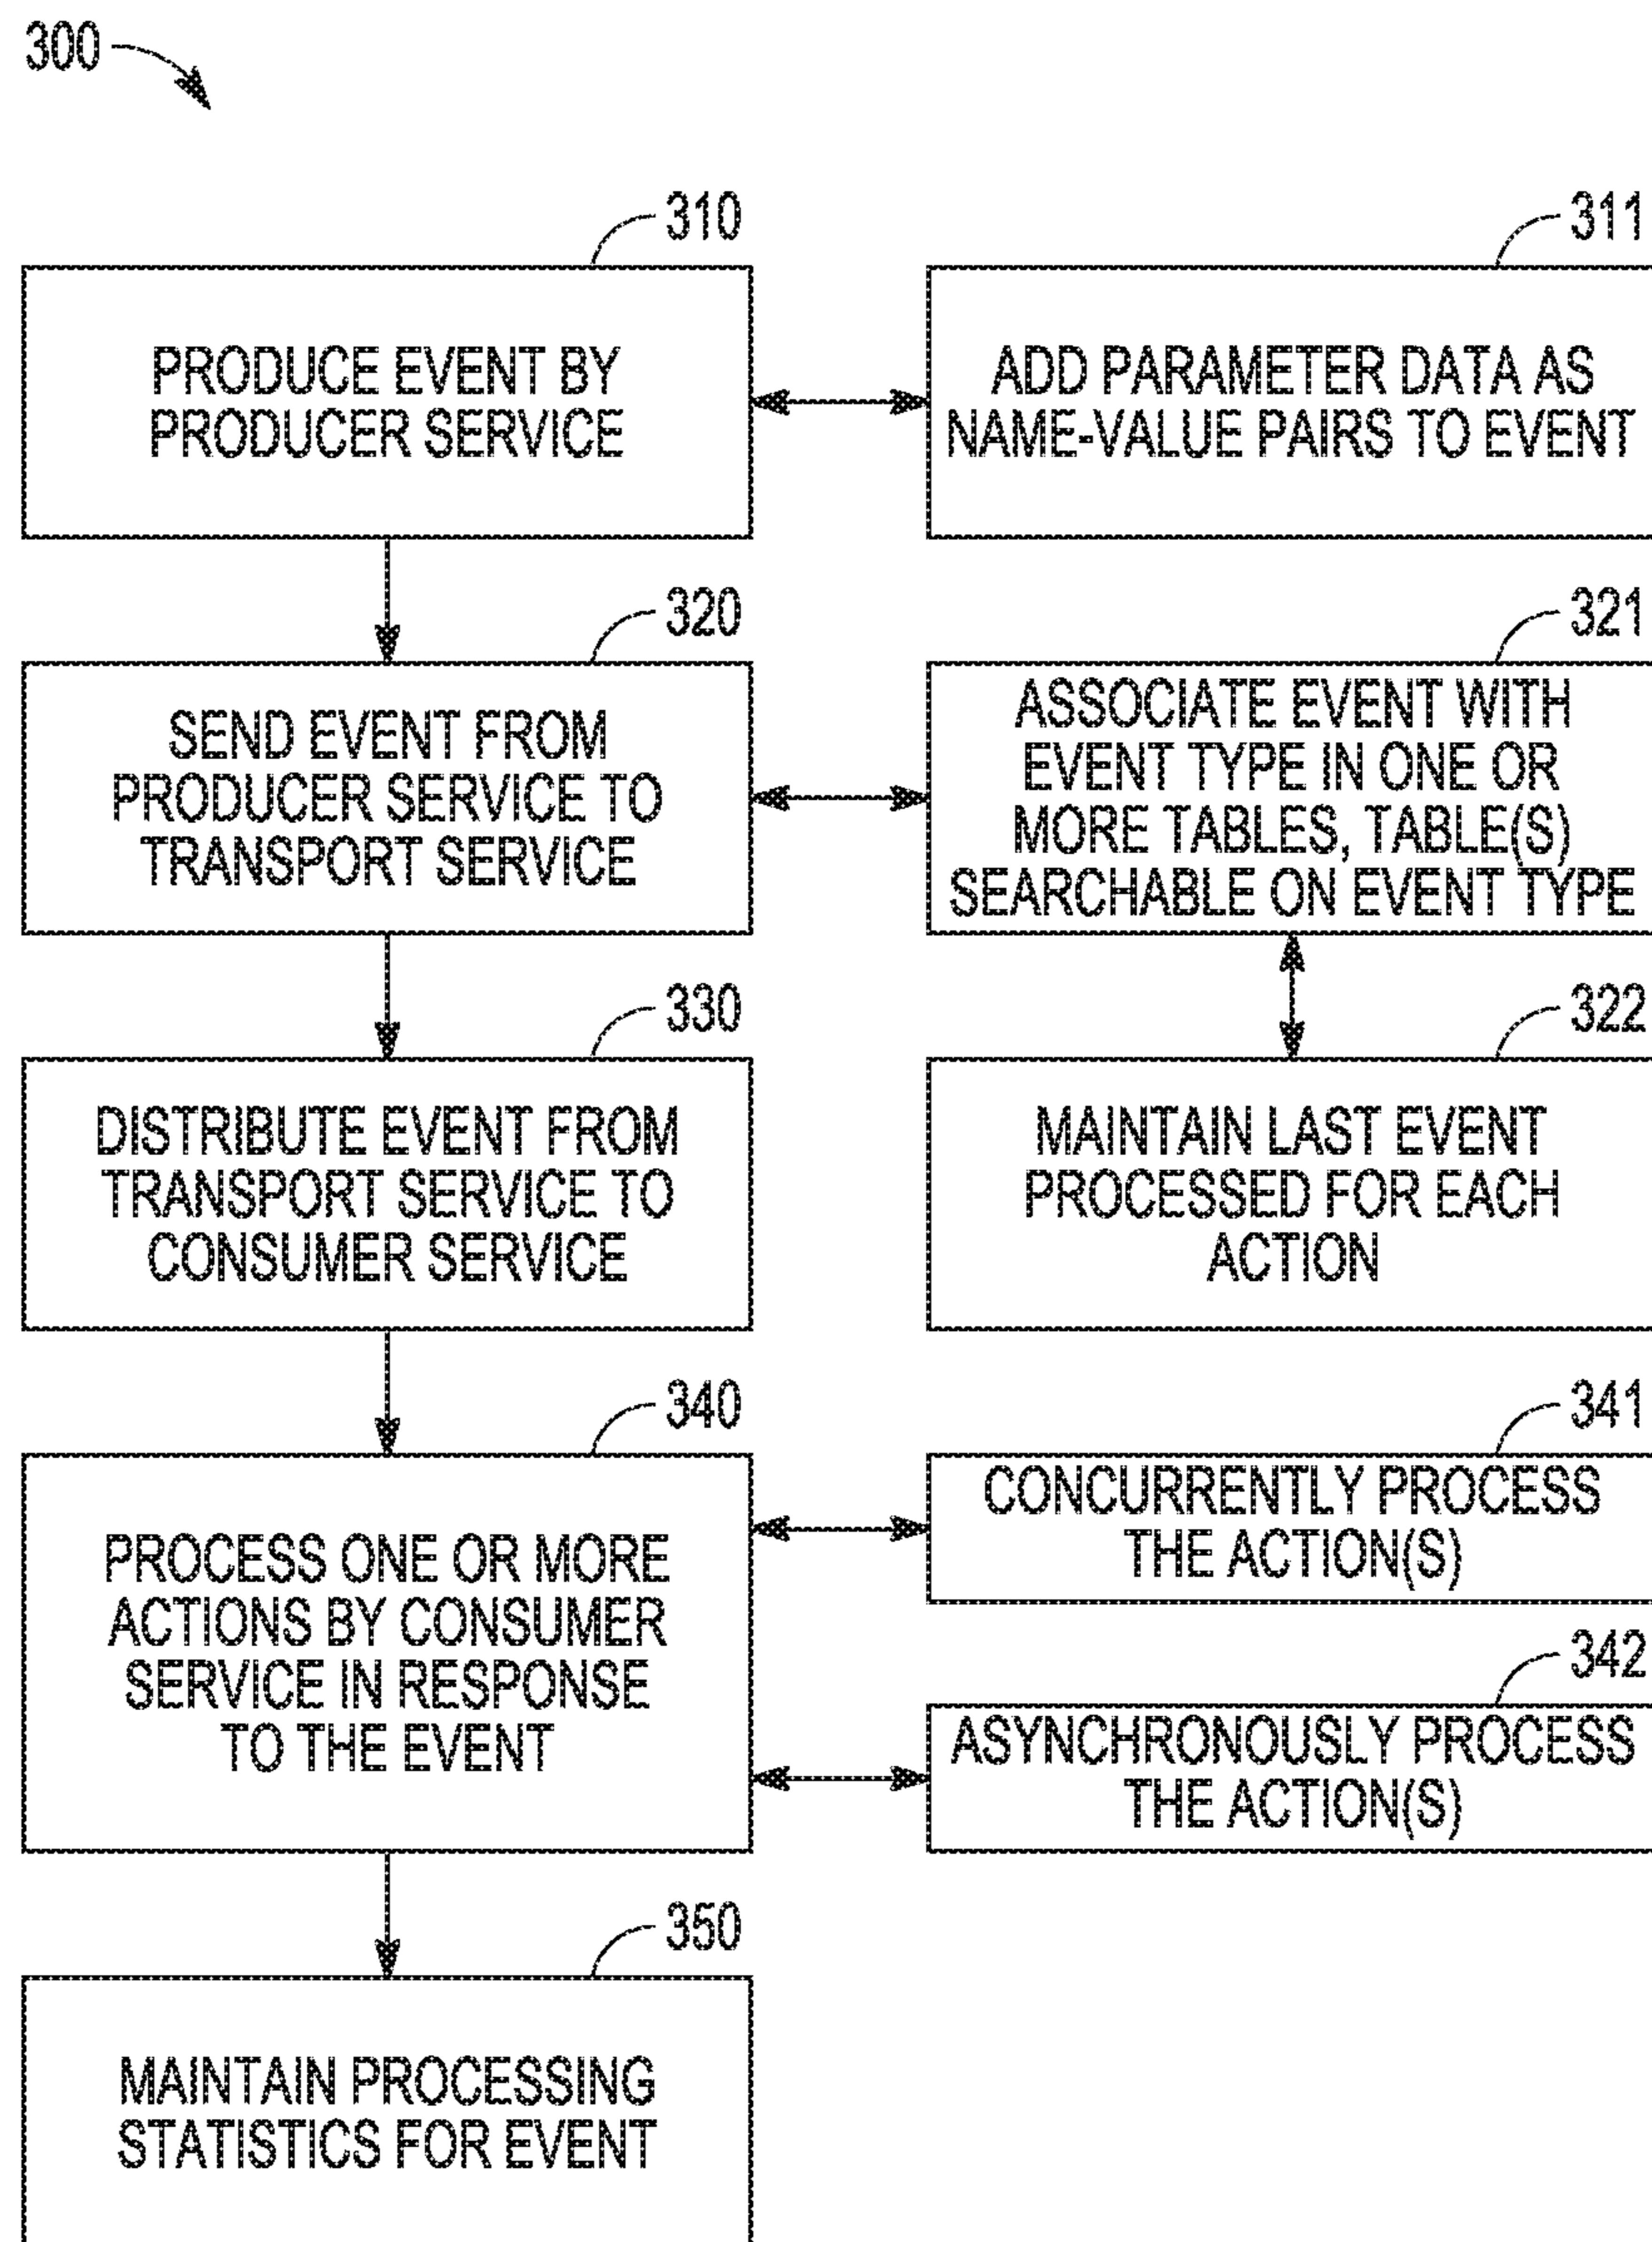 300
310
PRODUCE EVENT BY
PRODUCER SERVICE
311
ADD PARAMETER DATA AS
NAME-VALUE PAIRS TO EVENT
320
SEND EVENT FROM
PRODUCER SERVICE TO
TRANSPORT SERVICE
321
ASSOCIATE EVENT WITH
EVENT TYPE IN ONE OR
MORE TABLES, TABLE(S)
SEARCHABLE ON EVENT TYPE
330
DISTRIBUTE EVENT FROM
TRANSPORT SERVICE TO
CONSUMER SERVICE
322
MAINTAIN LAST EVENT
PROCESSED FOR EACH
ACTION
340
PROCESS ONE OR MORE
ACTIONS BY CONSUMER
SERVICE IN RESPONSE
TO THE EVENT
341
CONCURRENTLY PROCESS
THE ACTION(S)
342
ASYNCHRONOUSLY PROCESS
THE ACTION(S)
350
MAINTAIN PROCESSING
STATISTICS FOR EVENT